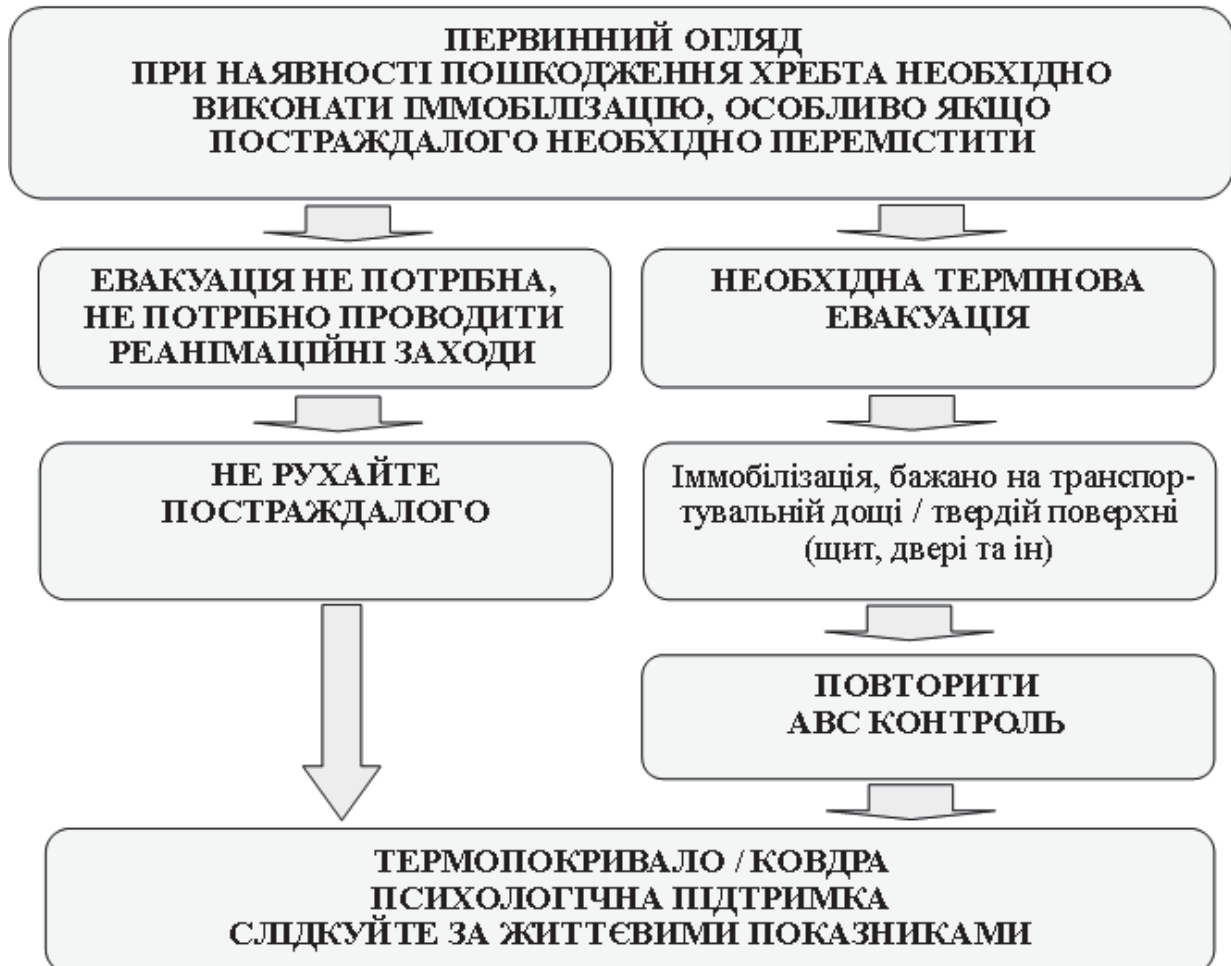 ПЕРВИННИЙ ОГЛЯД
ПРИ НАЯВНОСТІ ПОШКОДЖЕННЯ ХРЕБТА НЕОБХІДНО
ВИКОНАТИ ІММОБІЛІЗАЦІЮ, ОСОБЛИВО ЯКЩО
ПОСТРАЖДАЛОГО НЕОБХІДНО ПЕРЕМІСТИТИ
ЕВАКУАЦІЯ НЕ ПОТРІБНА,
НЕ ПОТРІБНО ПРОВОДИТИ
РЕАНІМАЦІЙНІ ЗАХОДИ
НЕОБХІДНА ТЕРМІНОВА
ЕВАКУАЦІЯ
НЕ РУХАЙТЕ
ПОСТРАЖДАЛОГО
Іммобілізація, бажано на транспор-
тувальній дощі / твердій поверхні
(щит, двері та ін)
ПОВТОРИТИ
АВС КОНТРОЛЬ
ТЕРМОПОКРИВАЛО / КОВДРА
ПСИХОЛОГІЧНА ПІДТРИМКА
СЛІДКУЙТЕ ЗА ЖИТТЄВИМИ ПОКАЗНИКАМИ